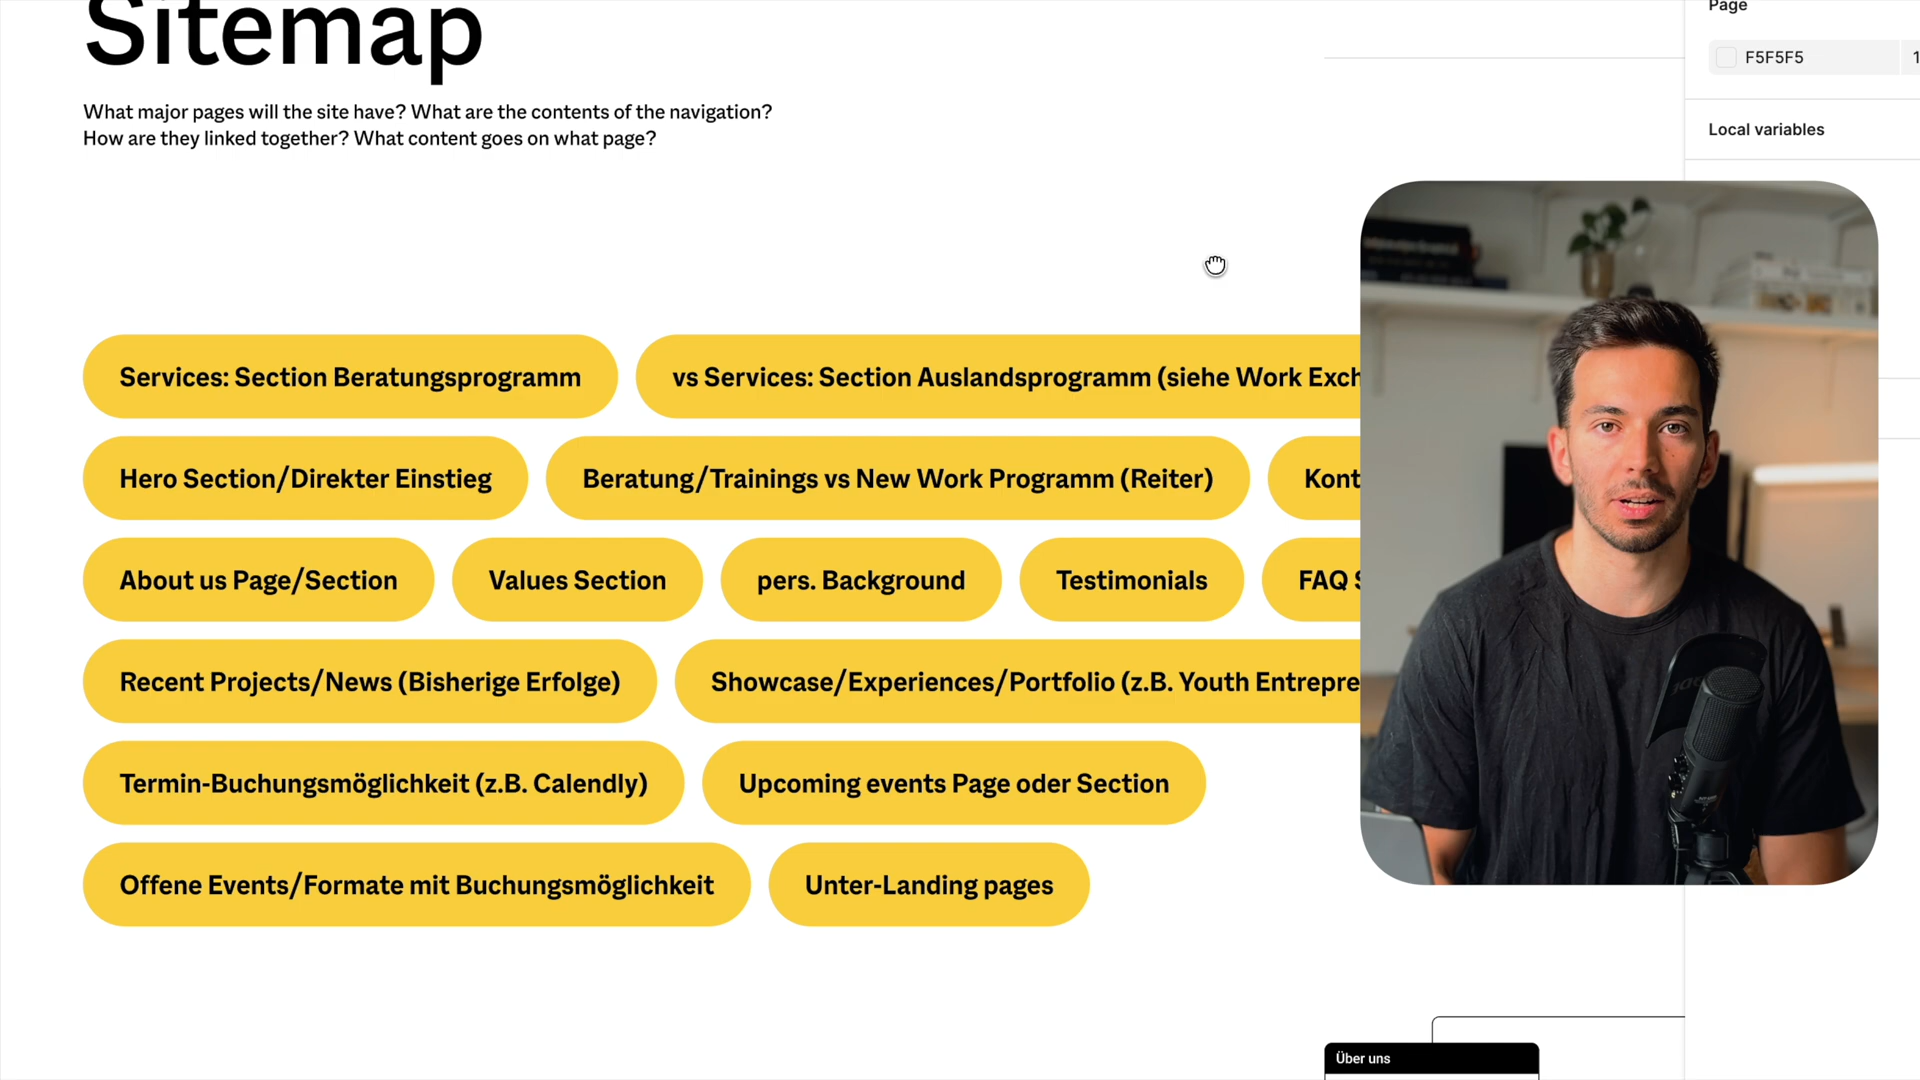 Sitemap
What major pages will the site have? What are the contents of the navigation?
How are they linked together? What content goes on what page?
Services: Section Beratungsprogramm
vs Services: Section Auslandsprogramm (siehe Work Exch
Hero Section/Direkter Einstieg
Beratung/Trainings vs New Work Programm (Reiter)
Kont
About us Page/Section
Values Section
pers. Background
Testimonials
FAQ S
Recent Projects/News (Bisherige Erfolge)
Showcase/Experiences/Portfolio (z.B. Youth Entrepre
Termin-Buchungsmöglichkeit (z.B. Calendly)
Upcoming events Page oder Section
Offene Events/Formate mit Buchungsmöglichkeit
Unter-Landing pages
Über uns
Page
F5F5F5
1
Local variables